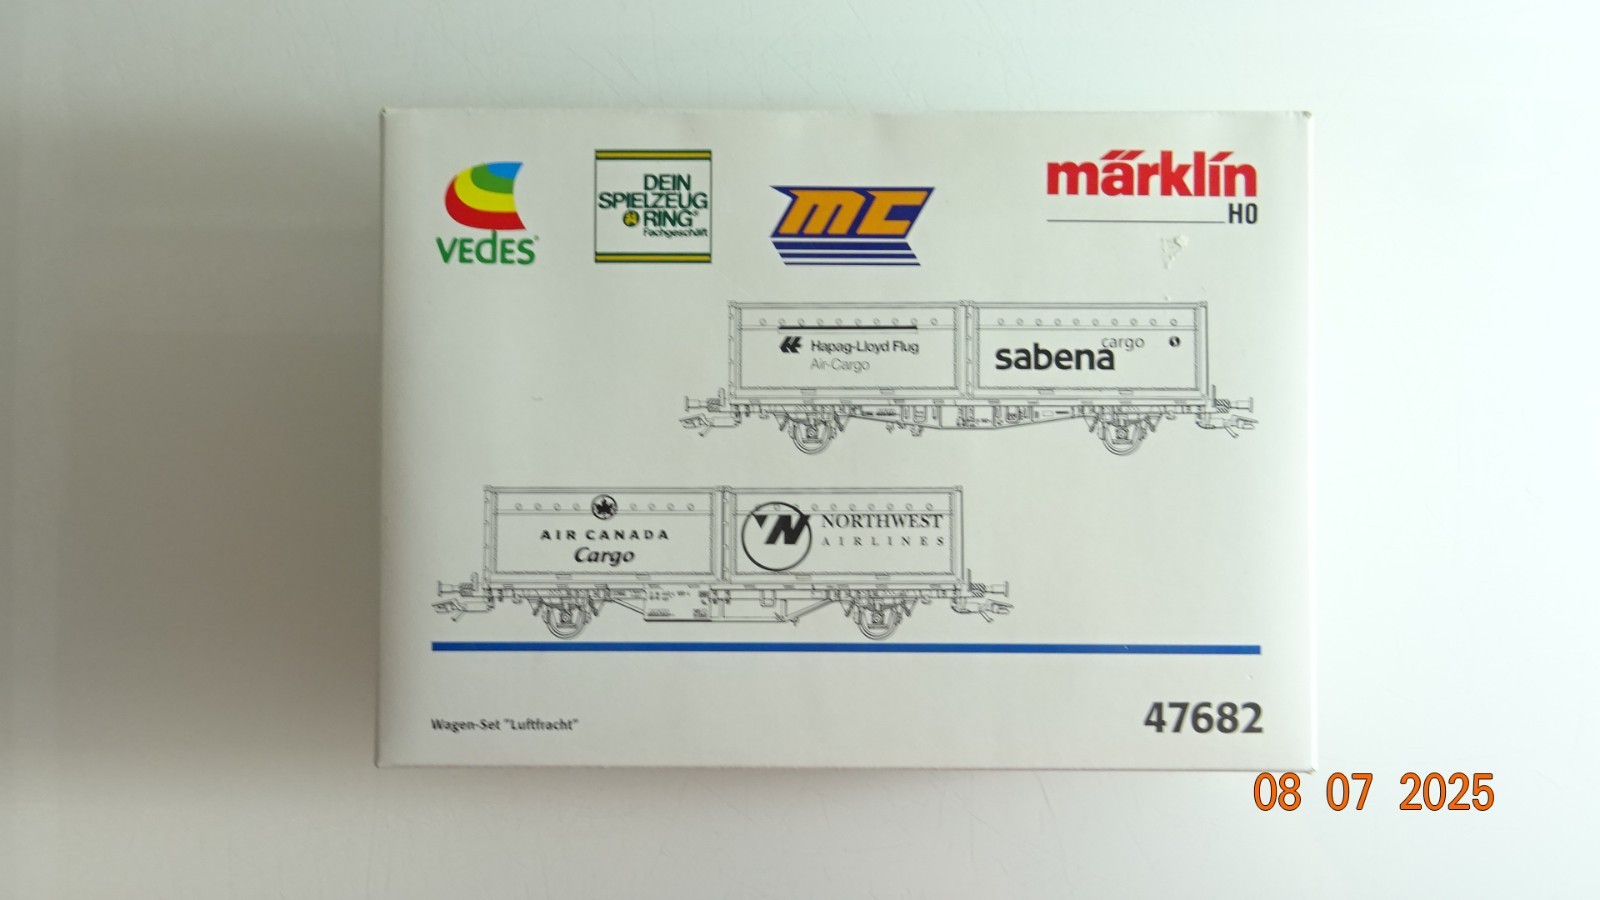 VEDES
DEIN
SPIELZEUG
RING®
Fachgeschäft
MC
märklín
H0
Hapag-Lloyd Flug
Air-Cargo
cargo
sabena
AIR CANADA
Cargo
N
NORTHWEST
AIRLINES
Wagen-Set "Luftfracht"
47682
08 07 2025